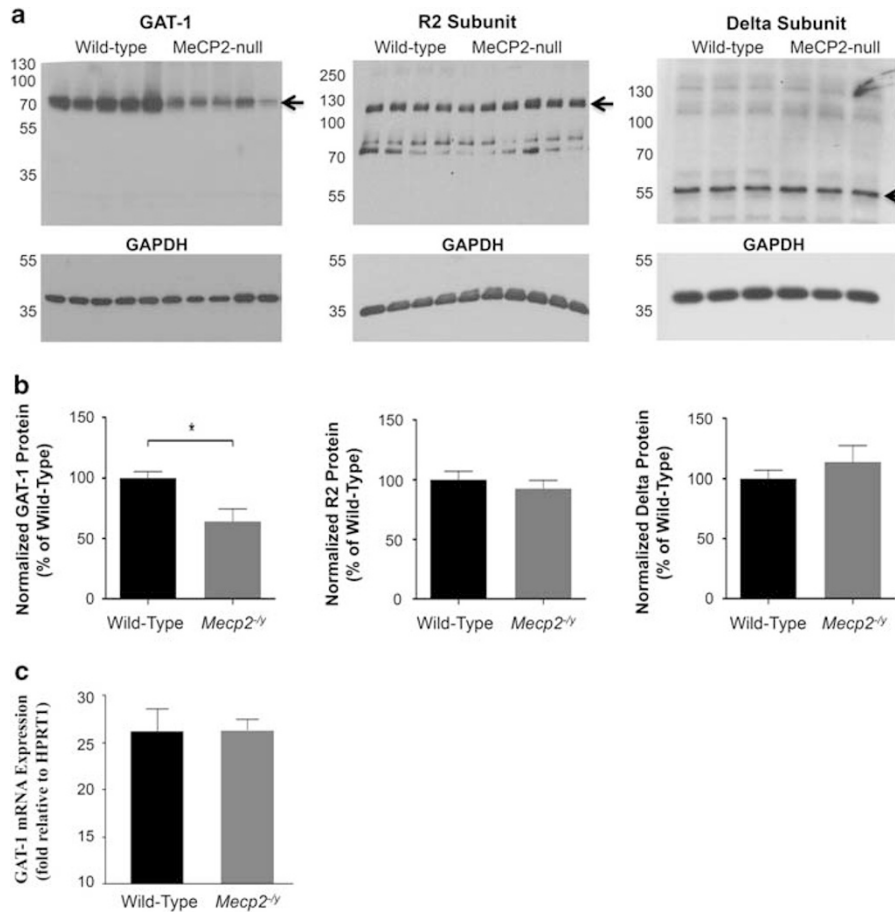 a
GAT-1
Wild-type MeCP2-null
130
100
70
55
35
GAPDH
55
35
R2 Subunit
Wild-type MeCP2-null
250
130
100
70
55
GAPDH
55
35
Delta Subunit
Wild-type MeCP2-null
130
100
70
55
GAPDH
55
35
b
Normalized GAT-1 Protein
(% of Wild-Type)
150
100
50
0
*
Wild-Type Mecp2-/y
Normalized R2 Protein
(% of Wild-Type)
150
100
50
0
Wild-Type Mecp2-/y
Normalized Delta Protein
(% of Wild-Type)
150
100
50
0
Wild-Type Mecp2-/y
c
GAT-1 mRNA Expression
(fold relative to HPRT1)
30
25
20
15
10
Wild-Type Mecp2-/y